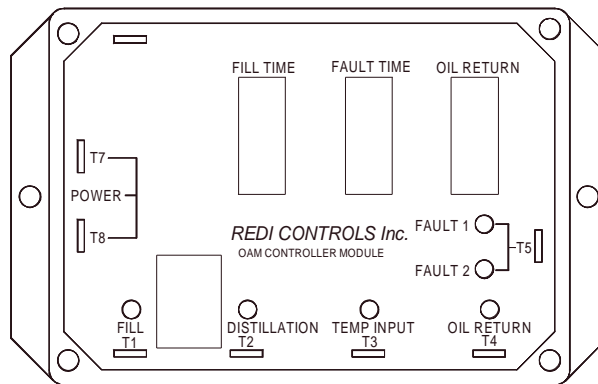 FILL TIME FAULT TIME OIL RETURN
T7
POWER
T8
REDI CONTROLS Inc.
OAM CONTROLLER MODULE
FAULT 1
T5
FAULT 2
FILL DISTILLATION TEMP INPUT OIL RETURN
T1 T2 T3 T4